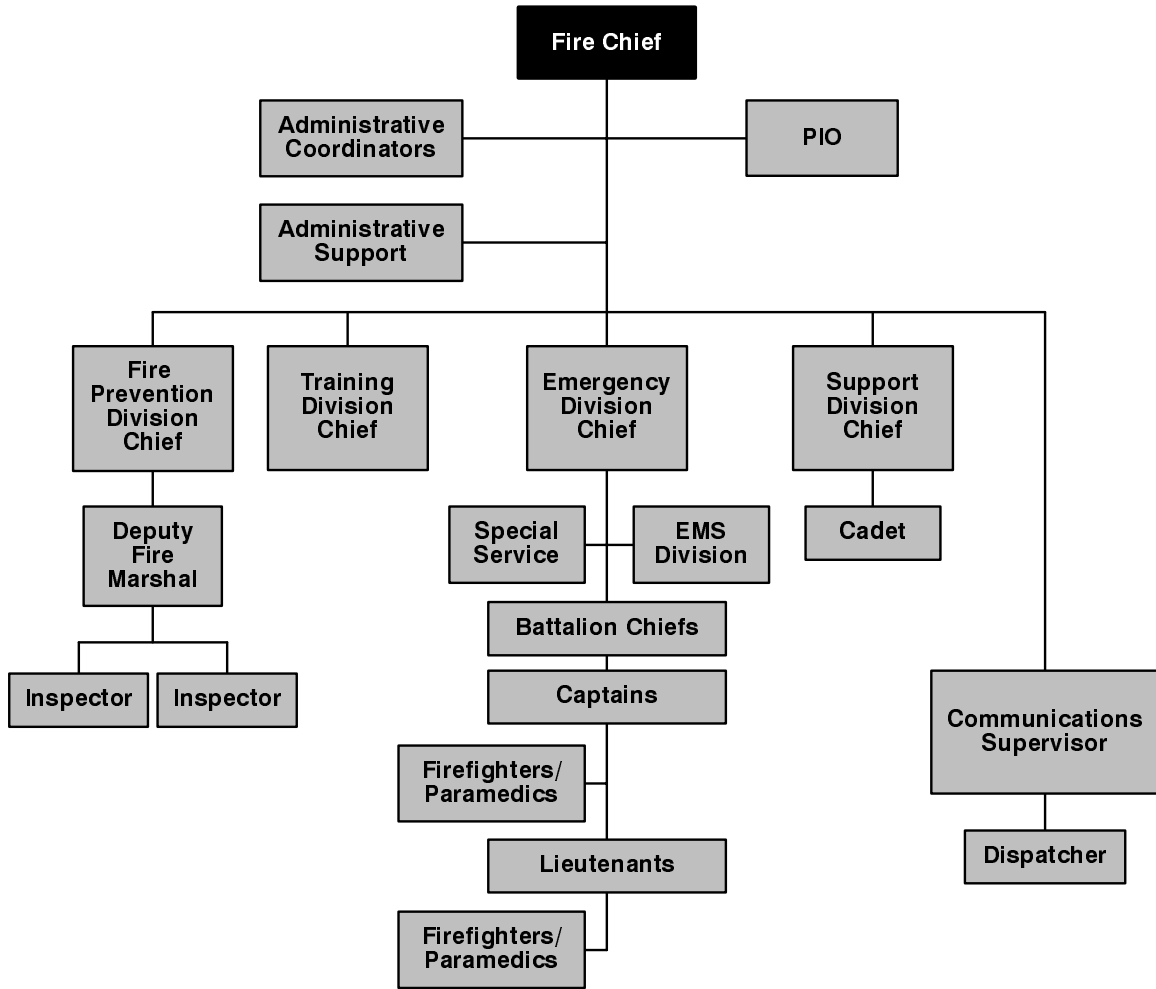 Fire Chief
Administrative
Coordinators
PIO
Administrative
Support
Fire
Prevention
Division
Chief
Training
Division
Chief
Emergency
Division
Chief
Support
Division
Chief
Deputy
Fire
Marshal
Special
Service
EMS
Division
Cadet
Battalion Chiefs
Inspector
Inspector
Captains
Communications
Supervisor
Firefighters/
Paramedics
Lieutenants
Dispatcher
Firefighters/
Paramedics